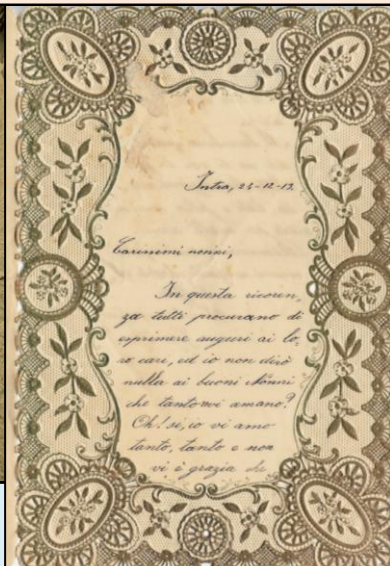 Intra, 24-12-13.
Carissimi nonni,
In questa ricoren,
za tutti procurano di
esprimere auguri ai lo,
ro cari, ed io non dirò
nulla ai buoni Nonni
che tanto mi amano?
Oh! sì, io vi amo
tanto, tanto e non
vi è grazia che